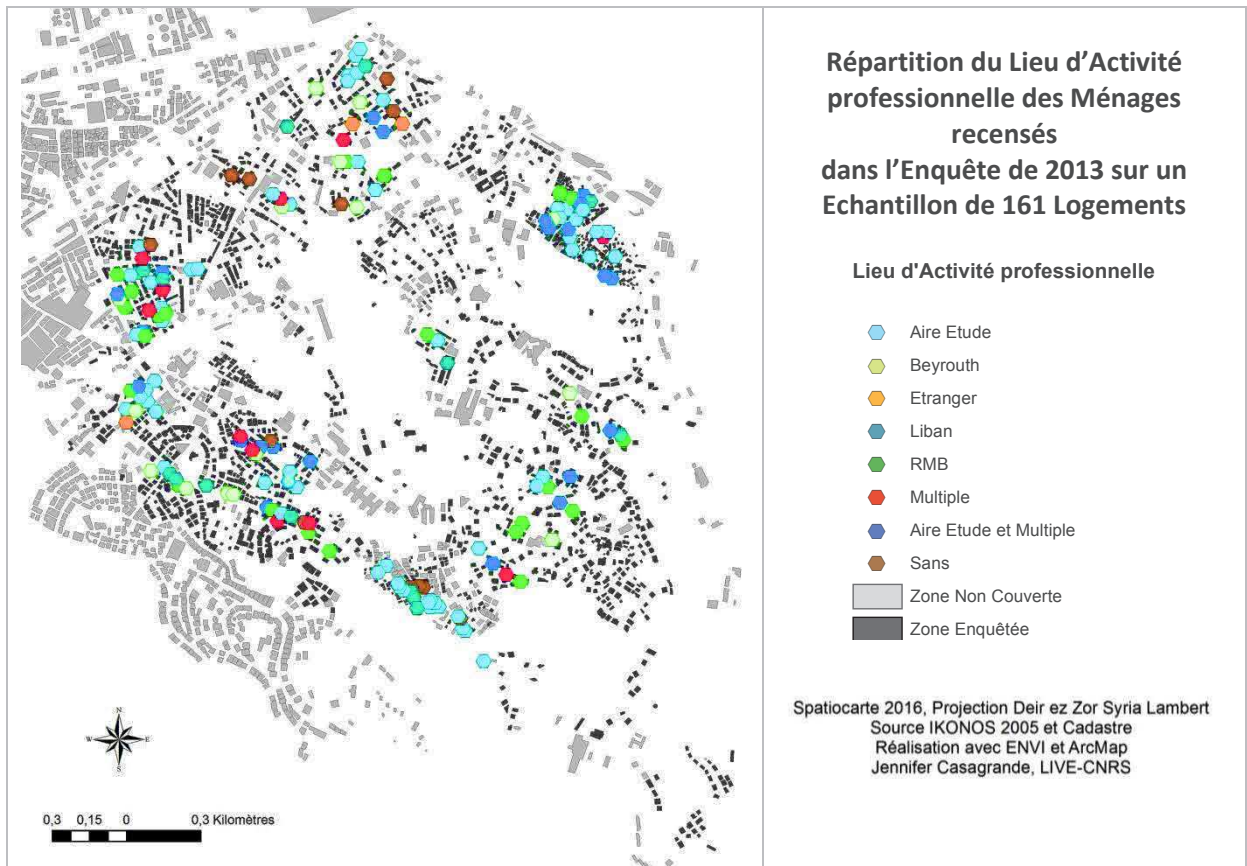 Répartition du Lieu d'Activité
professionnelle des Ménages
recensés
dans l'Enquête de 2013 sur un
Echantillon de 161 Logements
Lieu d'Activité professionnelle
Aire Etude
Beyrouth
Etranger
Liban
RMB
Multiple
Aire Etude et Multiple
Sans
Zone Non Couverte
Zone Enquêtée
Spatiocarte 2016, Projection Deir ez Zor Syria Lambert
Source IKONOS 2005 et Cadastre
Réalisation avec ENVI et ArcMap
Jennifer Casagrande, LIVE-CNRS
N
W E
S
0,3 0,15 0 0,3 Kilomètres